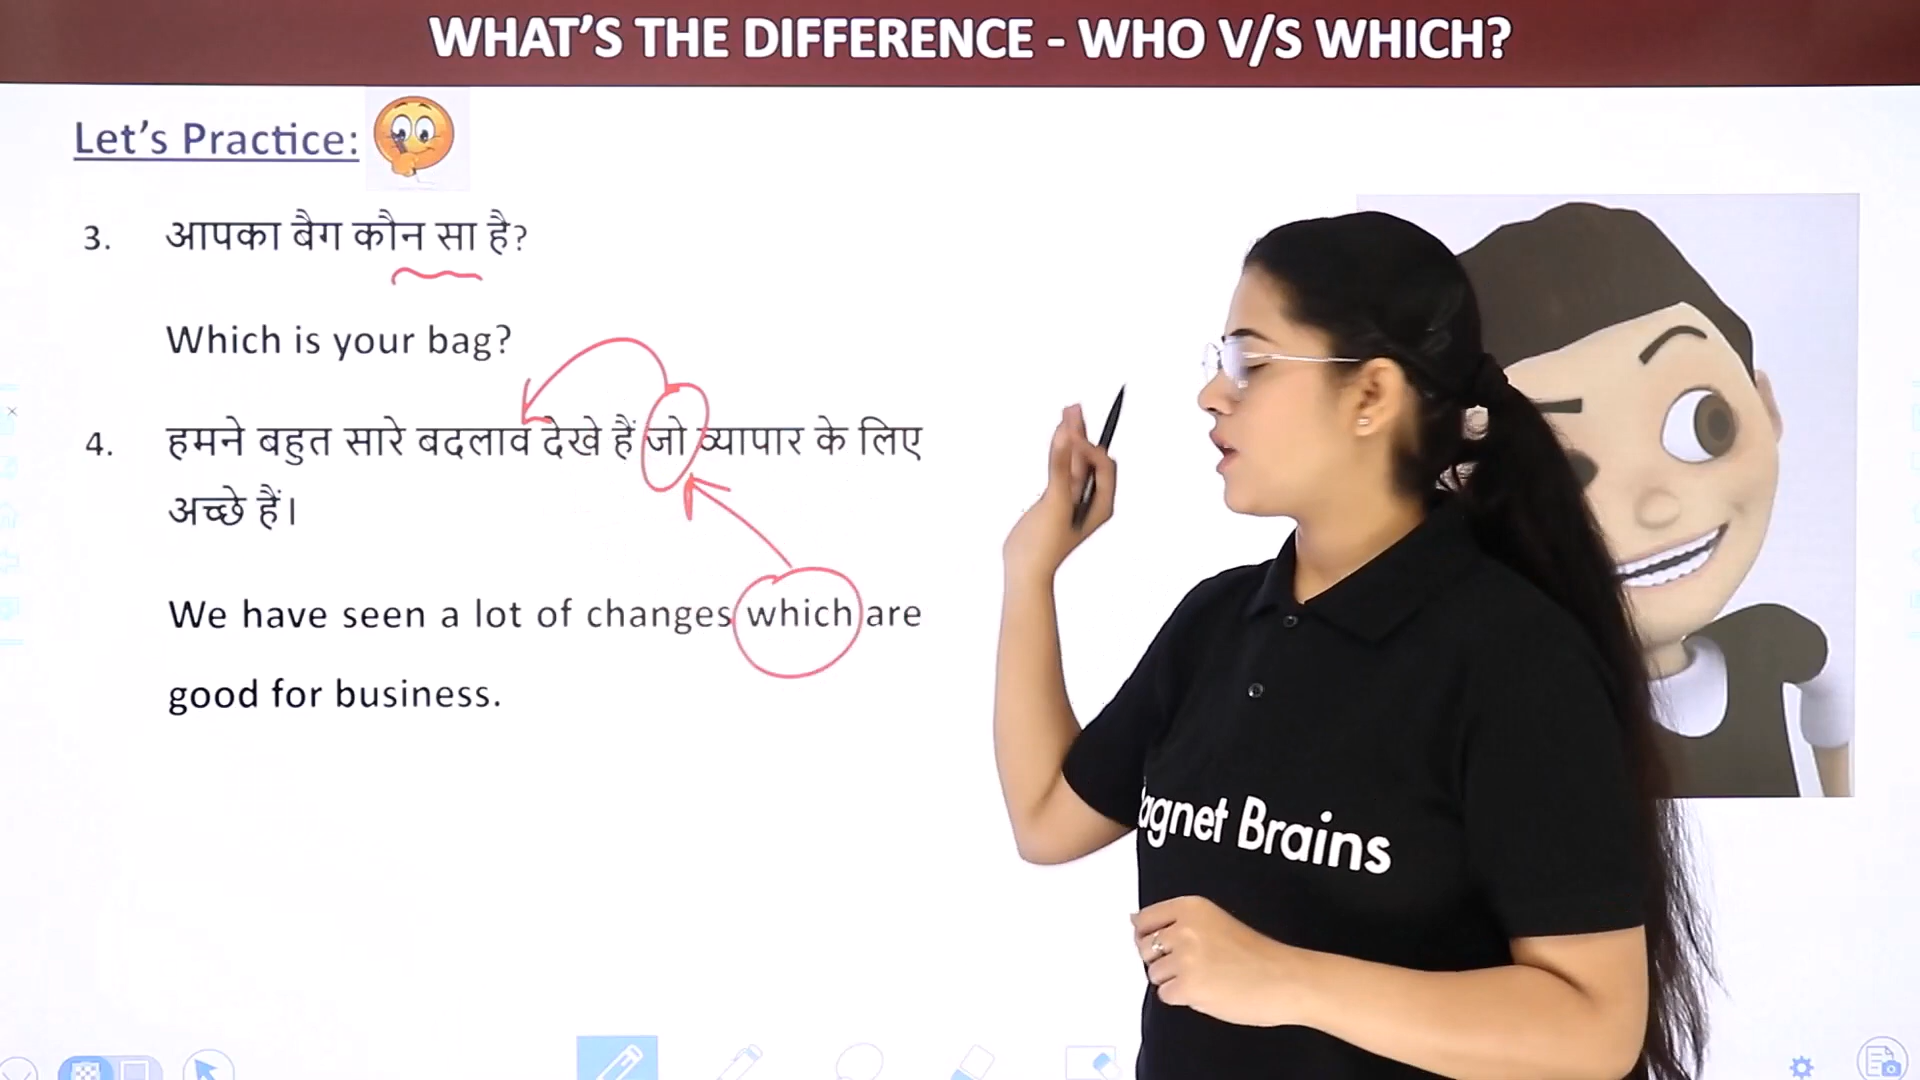 WHAT'S THE DIFFERENCE - WHO V/S WHICH?
Let's Practice:
3. आपका बैग कौन सा है?
Which is your bag?
4. हमने बहुत सारे बदलाव देखे हैं जो व्यापार के लिए
अच्छे हैं।
We have seen a lot of changes which are
good for business.
agnet Brains